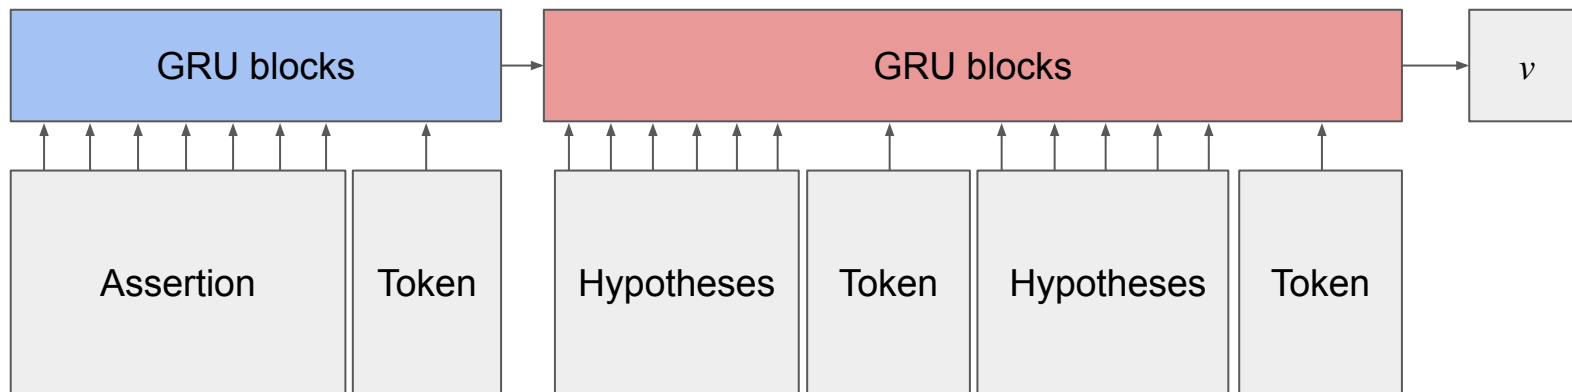 GRU blocks
GRU blocks
v
Assertion
Token
Hypotheses
Token
Hypotheses
Token